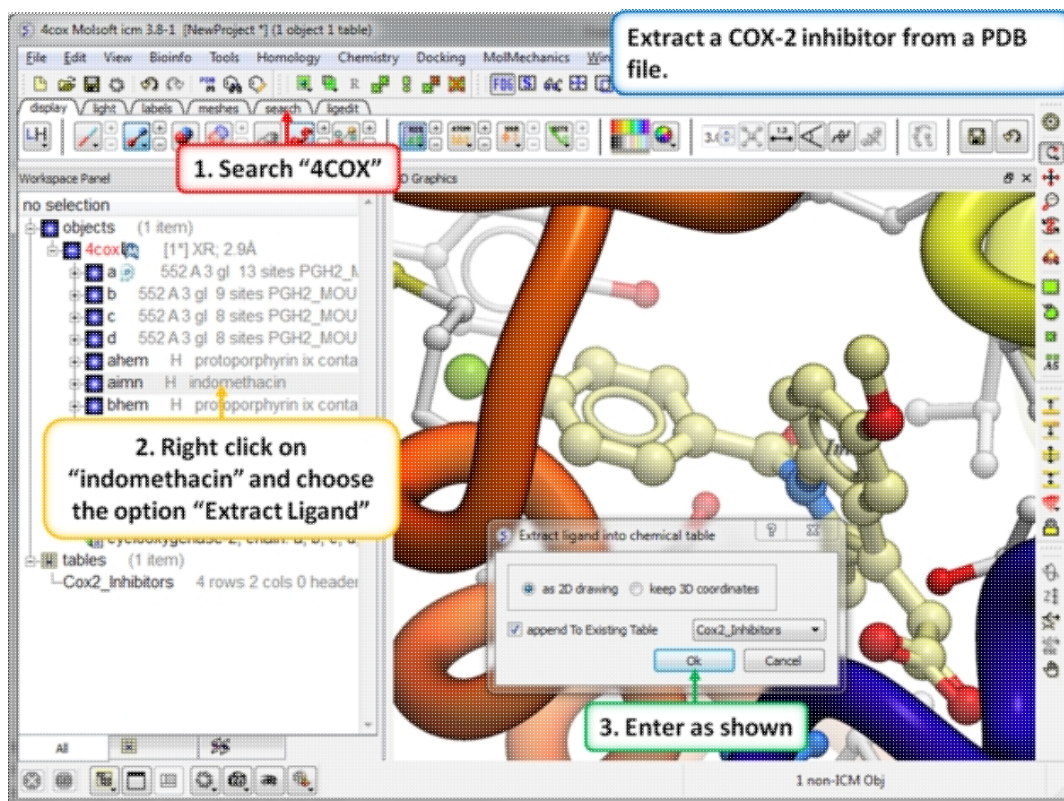 4cox Molsoft icm 3.8-1 [NewProject *] (1 object 1 table)
Extract a COX-2 inhibitor from a PDB
file.
File Edit View Bioinfo Tools Homology Chemistry Docking MolMechanics Win
display light labels meshes search ligedit
1. Search “4COX”
Workspace Panel
D Graphics
no selection
objects (1 item)
4cox [1*] XR; 2.9Å
a 552 A 3 gl 13 sites PGH2_M
b 552 A 3 gl 9 sites PGH2_MOU
c 552 A 3 gl 8 sites PGH2_MOU
d 552 A 3 gl 8 sites PGH2_MOU
ahem H protoporphyrin ix conta
aimn H indomethacin
bhem H protoporphyrin ix conta
2. Right click on
“indomethacin” and choose
the option “Extract Ligand”
tables (1 item)
Cox2_Inhibitors 4 rows 2 cols 0 header
Extract ligand into chemical table
as 2D drawing keep 3D coordinates
append To Existing Table Cox2_Inhibitors
Ok Cancel
3. Enter as shown
All
1 non-ICM Obj